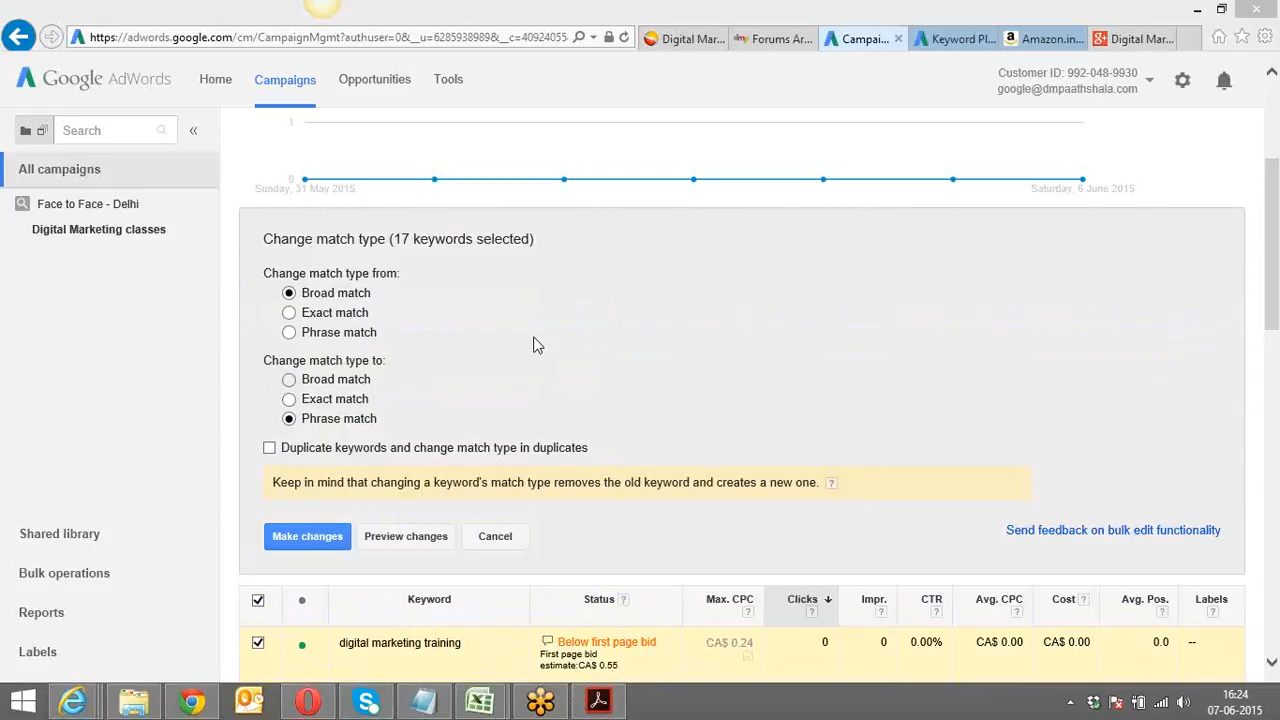 https://adwords.google.com/cm/CampaignMgmt?authuser=0&__u=6285938989&__c=40924055
Digital Mar...
Forums Ar...
Campai...
Keyword Pl...
Amazon.in...
Digital Mar...
Google AdWords
Home
Campaigns
Opportunities
Tools
Customer ID: 992-048-9930
google@dmpaathshala.com
Search
All campaigns
Face to Face - Delhi
Digital Marketing classes
Shared library
Bulk operations
Reports
Labels
1
0
Sunday, 31 May 2015
Saturday, 6 June 2015
Change match type (17 keywords selected)
Change match type from:
Broad match
Exact match
Phrase match
Change match type to:
Broad match
Exact match
Phrase match
Duplicate keywords and change match type in duplicates
Keep in mind that changing a keyword's match type removes the old keyword and creates a new one. ?
Make changes
Preview changes
Cancel
Send feedback on bulk edit functionality
Keyword
Status ?
Max. CPC ?
Clicks ?
Impr. ?
CTR ?
Avg. CPC ?
Cost ?
Avg. Pos. ?
Labels ?
digital marketing training
Below first page bid
First page bid
estimate:CA$ 0.55
CA$ 0.24
0
0
0.00%
CA$ 0.00
CA$ 0.00
0.0
--
16:24
07-06-2015